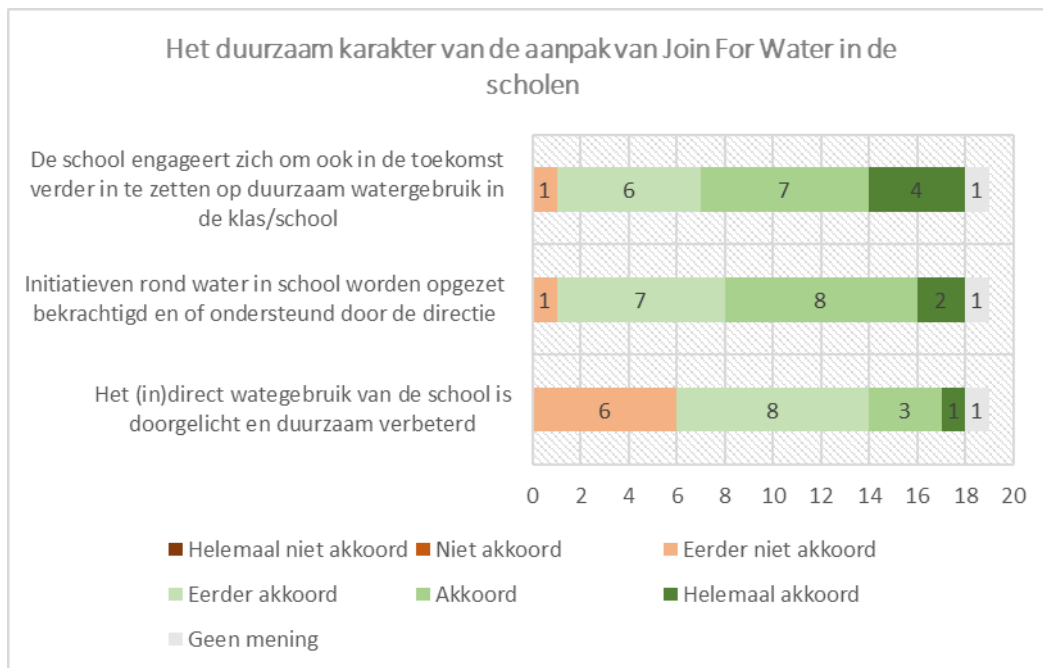 Het duurzaam karakter van de aanpak van Join For Water in de
scholen
De school engageert zich om ook in de toekomst
verder in te zetten op duurzaam watergebruik in
de klas/school
1 6 7 4 1
Initiatieven rond water in school worden opgezet
bekrachtigd en of ondersteund door de directie
1 7 8 2 1
Het (in)direct wategebruik van de school is
doorgelicht en duurzaam verbeterd
6 8 3 1 1
0 2 4 6 8 10 12 14 16 18 20
Helemaal niet akkoord Niet akkoord Eerder niet akkoord
Eerder akkoord Akkoord Helemaal akkoord
Geen mening